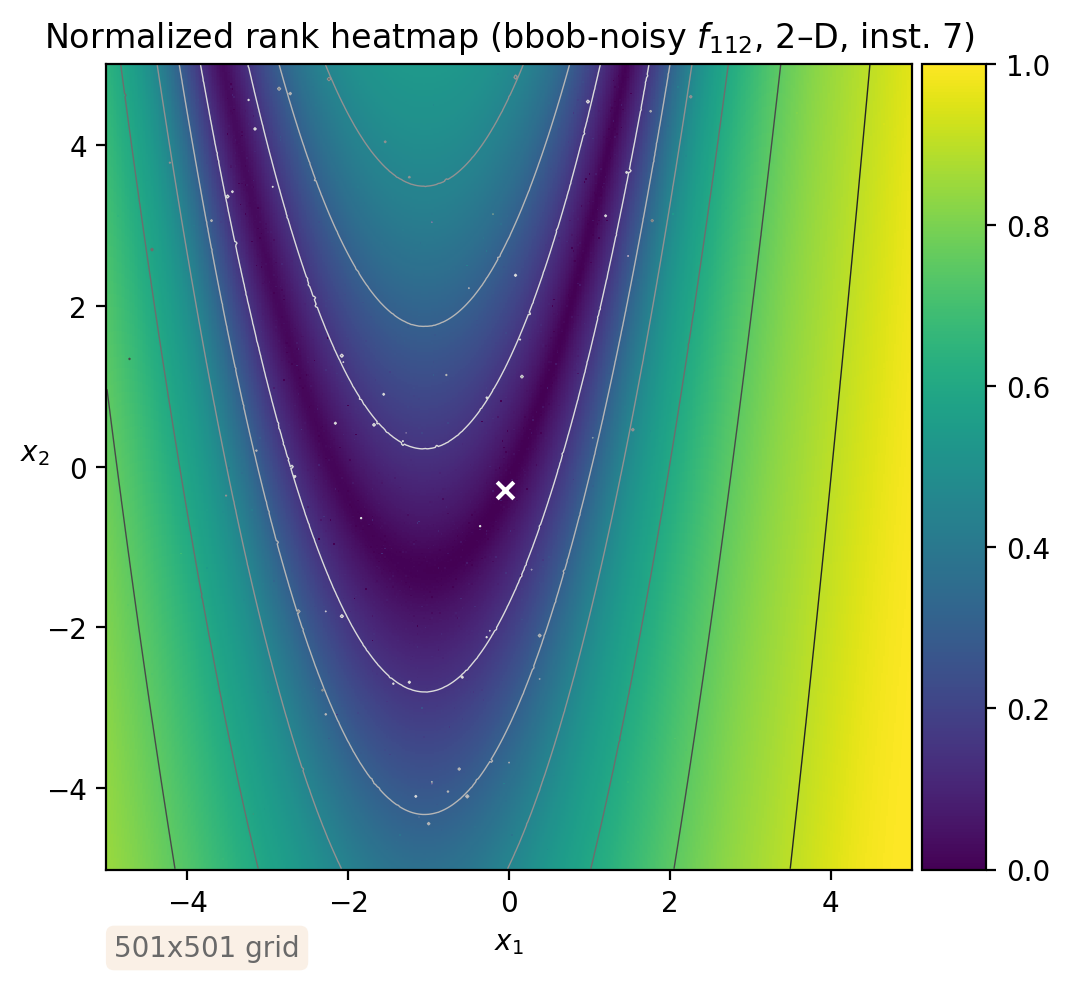 Normalized rank heatmap (bbob-noisy f₁₁₂, 2–D, inst. 7)
1.0
4
0.8
2
0.6
x₂
0
0.4
−2
0.2
−4
0.0
−4 −2 0 2 4
x₁
501x501 grid